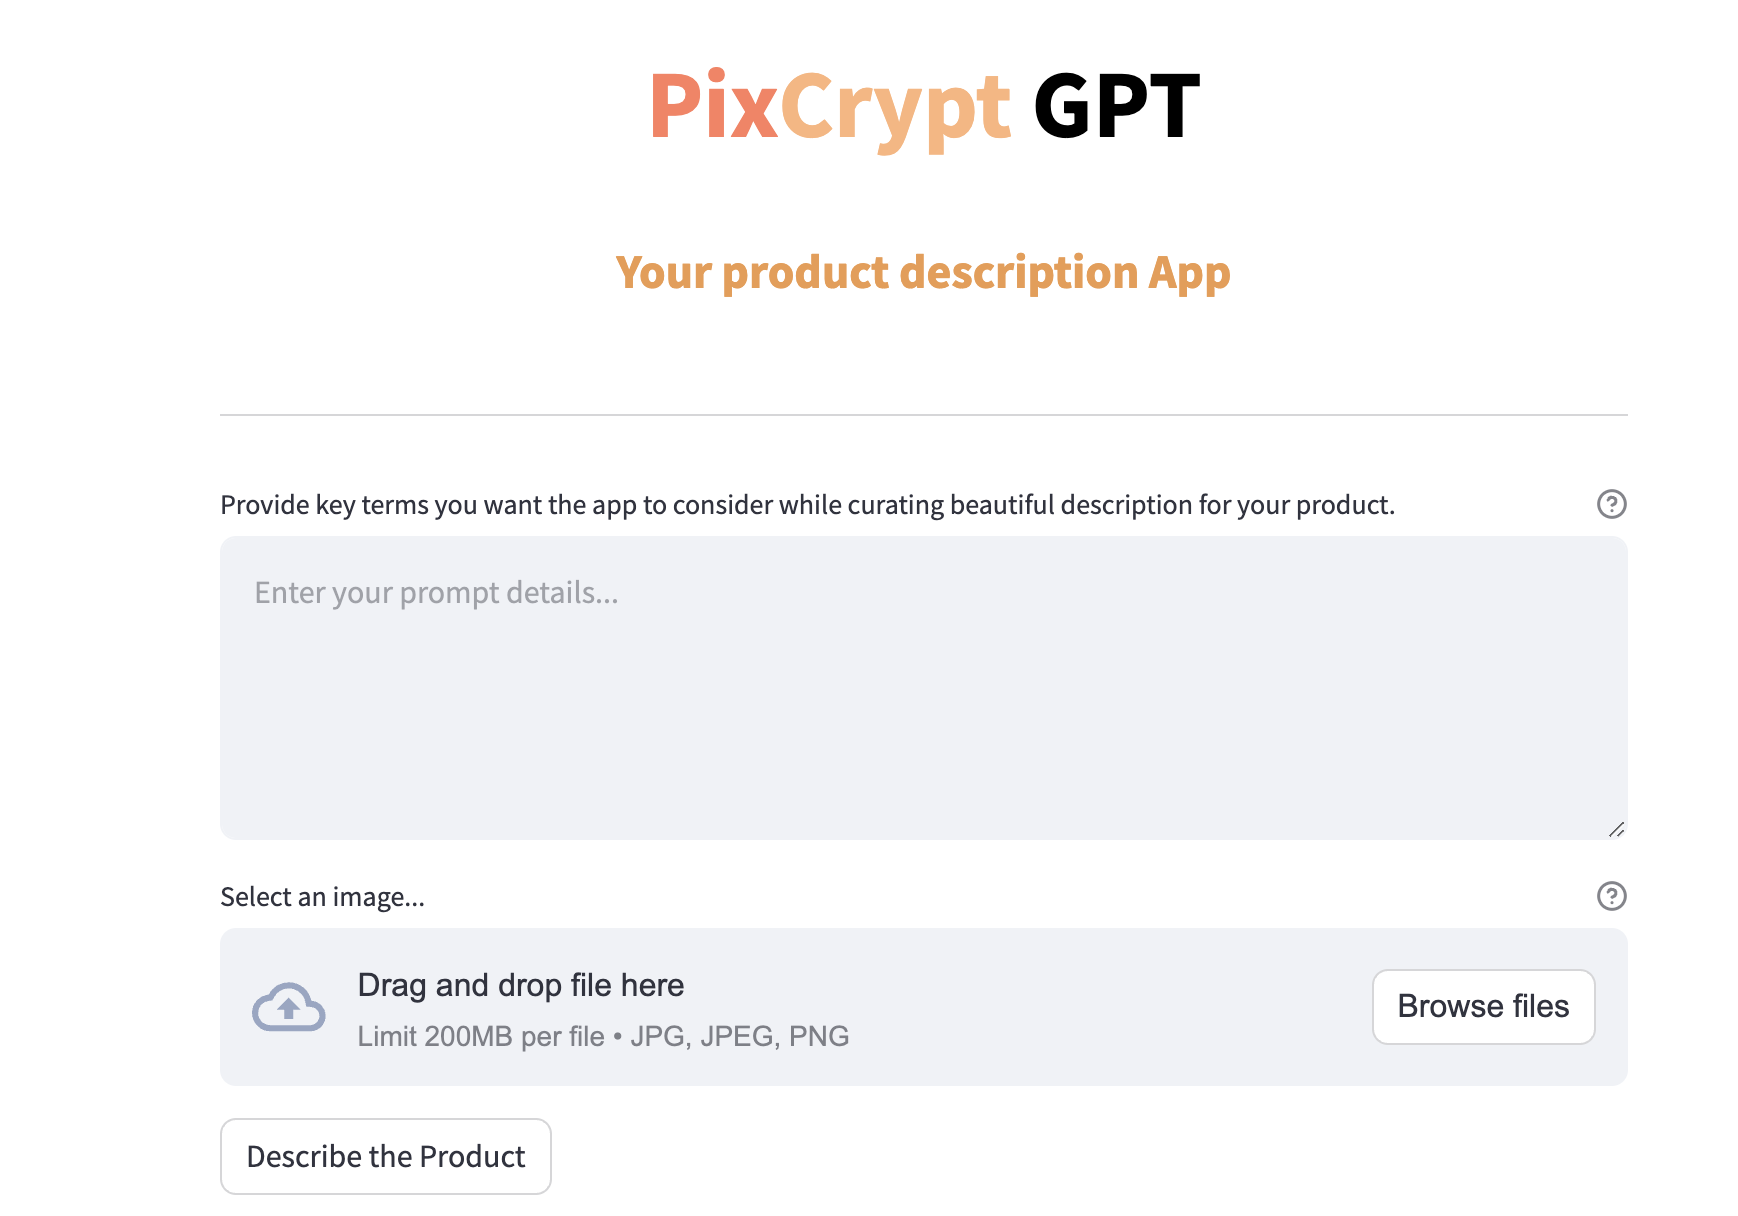 PixCrypt GPT
Your product description App
Provide key terms you want the app to consider while curating beautiful description for your product.
Enter your prompt details...
Select an image...
Drag and drop file here
Limit 200MB per file • JPG, JPEG, PNG
Browse files
Describe the Product